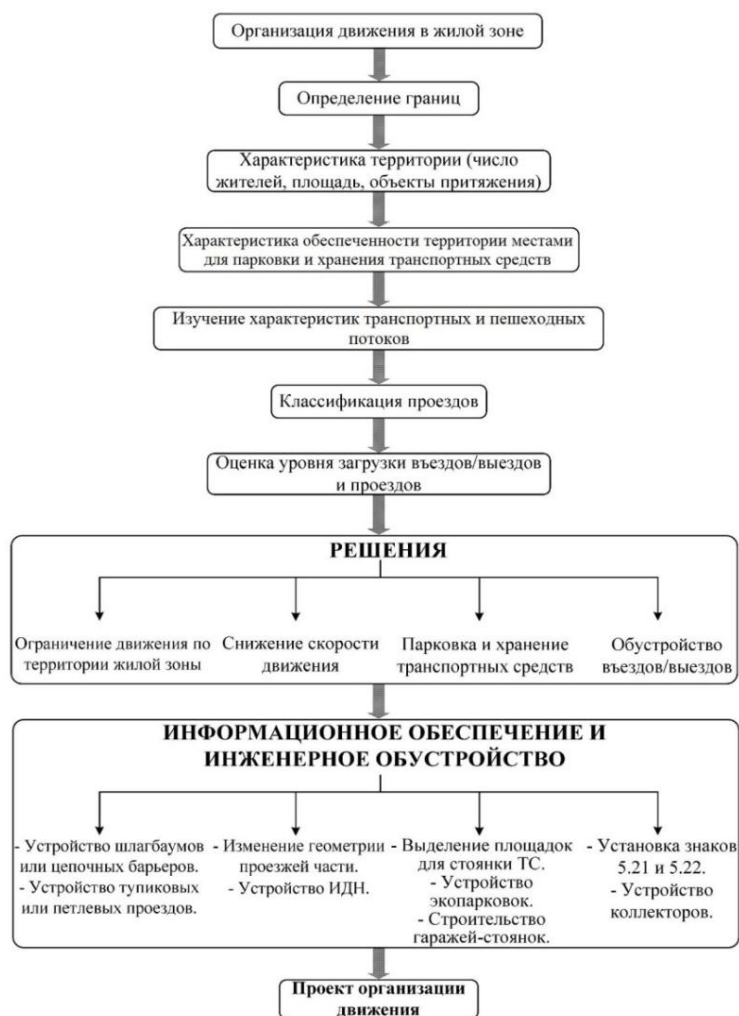 Организация движения в жилой зоне
Определение границ
Характеристика территории (число
жителей, площадь, объекты притяжения)
Характеристика обеспеченности территории местами
для парковки и хранения транспортных средств
Изучение характеристик транспортных и пешеходных
потоков
Классификация проездов
Оценка уровня загрузки въездов/выездов
и проездов
РЕШЕНИЯ
Ограничение движения по
территории жилой зоны
Снижение скорости
движения
Парковка и хранение
транспортных средств
Обустройство
въездов/выездов
ИНФОРМАЦИОННОЕ ОБЕСПЕЧЕНИЕ И
ИНЖЕНЕРНОЕ ОБУСТРОЙСТВО
- Устройство шлагбаумов
или цепочных барьеров.
- Устройство тупиковых
или петлевых проездов.
- Изменение геометрии
проезжей части.
- Устройство ИДН.
- Выделение площадок
для стоянки ТС.
- Устройство
экопарковок.
- Строительство
гаражей-стоянок.
- Установка знаков
5.21 и 5.22.
- Устройство
коллекторов.
Проект организации
движения